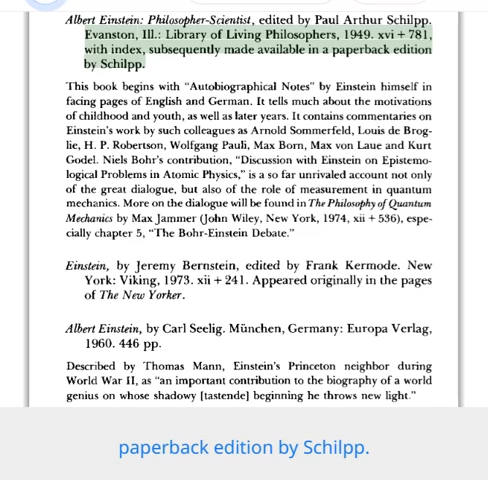 Albert Einstein: Philosopher-Scientist, edited by Paul Arthur Schilpp.
Evanston, Ill.: Library of Living Philosophers, 1949. xvi + 781,
with index, subsequently made available in a paperback edition
by Schilpp.
This book begins with “Autobiographical Notes” by Einstein himself in
facing pages of English and German. It tells much about the motivations
of childhood and youth, as well as later years. It contains commentaries on
Einstein’s work by such colleagues as Arnold Sommerfeld, Louis de Brog-
lie, H. P. Robertson, Wolfgang Pauli, Max Born, Max von Laue and Kurt
Godel. Niels Bohr’s contribution, “Discussion with Einstein on Epistemo-
logical Problems in Atomic Physics,” is a so far unrivaled account not only
of the great dialogue, but also of the role of measurement in quantum
mechanics. More on the dialogue will be found in The Philosophy of Quantum
Mechanics by Max Jammer (John Wiley, New York, 1974, xii + 536), espe-
cially chapter 5, “The Bohr-Einstein Debate.”
Einstein, by Jeremy Bernstein, edited by Frank Kermode. New
York: Viking, 1973. xii + 241. Appeared originally in the pages
of The New Yorker.
Albert Einstein, by Carl Seelig. München, Germany: Europa Verlag,
1960. 446 pp.
Described by Thomas Mann, Einstein’s Princeton neighbor during
World War II, as “an important contribution to the biography of a world
genius on whose shadowy [tastende] beginning he throws new light.”
paperback edition by Schilpp.